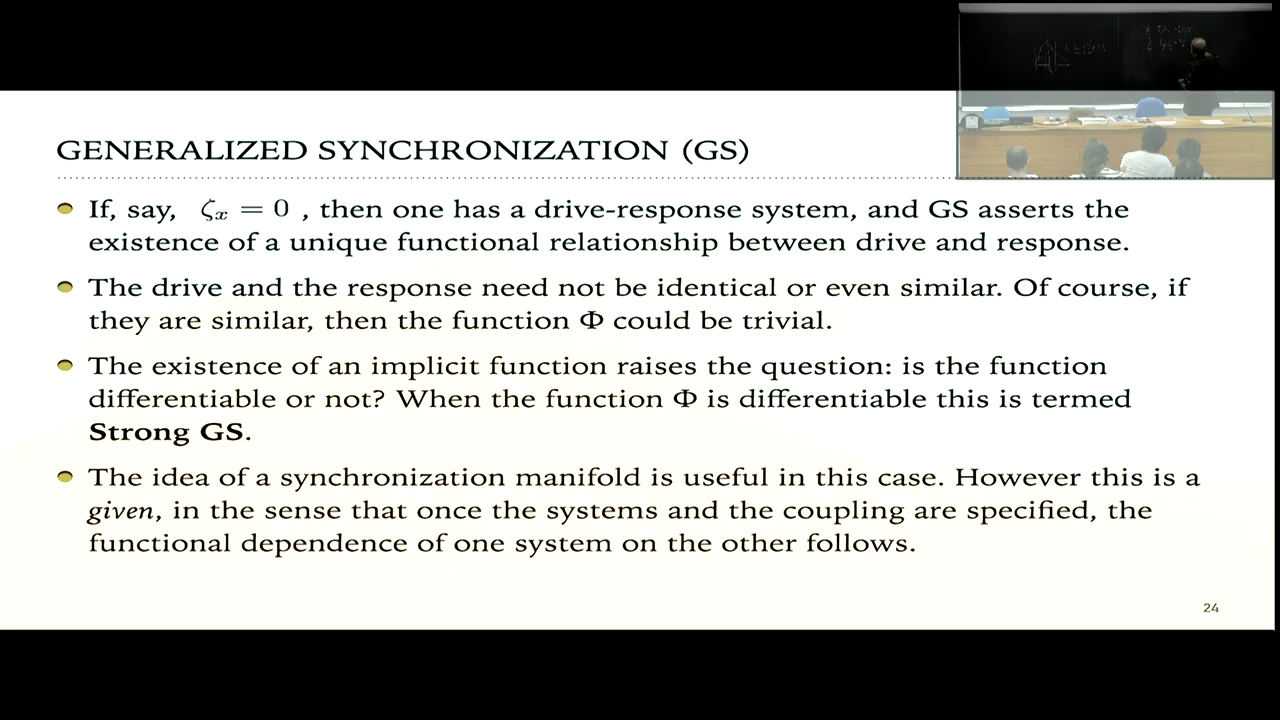 GENERALIZED SYNCHRONIZATION (GS)
If, say, ζₓ = 0 , then one has a drive-response system, and GS asserts the
existence of a unique functional relationship between drive and response.
The drive and the response need not be identical or even similar. Of course, if
they are similar, then the function Φ could be trivial.
The existence of an implicit function raises the question: is the function
differentiable or not? When the function Φ is differentiable this is termed
Strong GS.
The idea of a synchronization manifold is useful in this case. However this is a
given, in the sense that once the systems and the coupling are specified, the
functional dependence of one system on the other follows.
24